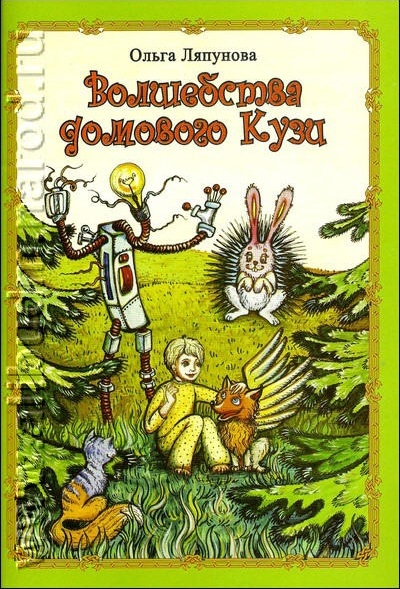 Ольга Ляпунова
Волшебства
домового Кузи